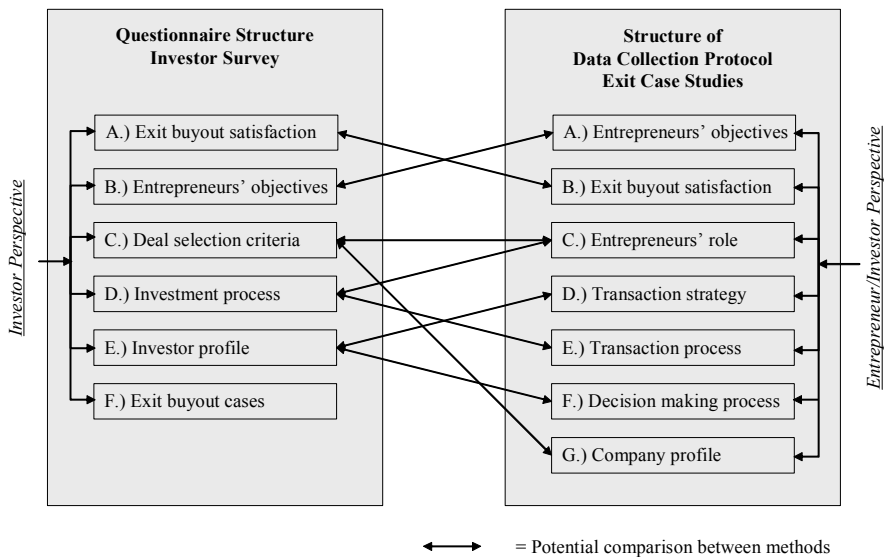 Questionnaire Structure
Investor Survey
A.) Exit buyout satisfaction
B.) Entrepreneurs' objectives
C.) Deal selection criteria
D.) Investment process
E.) Investor profile
F.) Exit buyout cases
Investor Perspective
Structure of
Data Collection Protocol
Exit Case Studies
A.) Entrepreneurs' objectives
B.) Exit buyout satisfaction
C.) Entrepreneurs' role
D.) Transaction strategy
E.) Transaction process
F.) Decision making process
G.) Company profile
Entrepreneur/Investor Perspective
= Potential comparison between methods